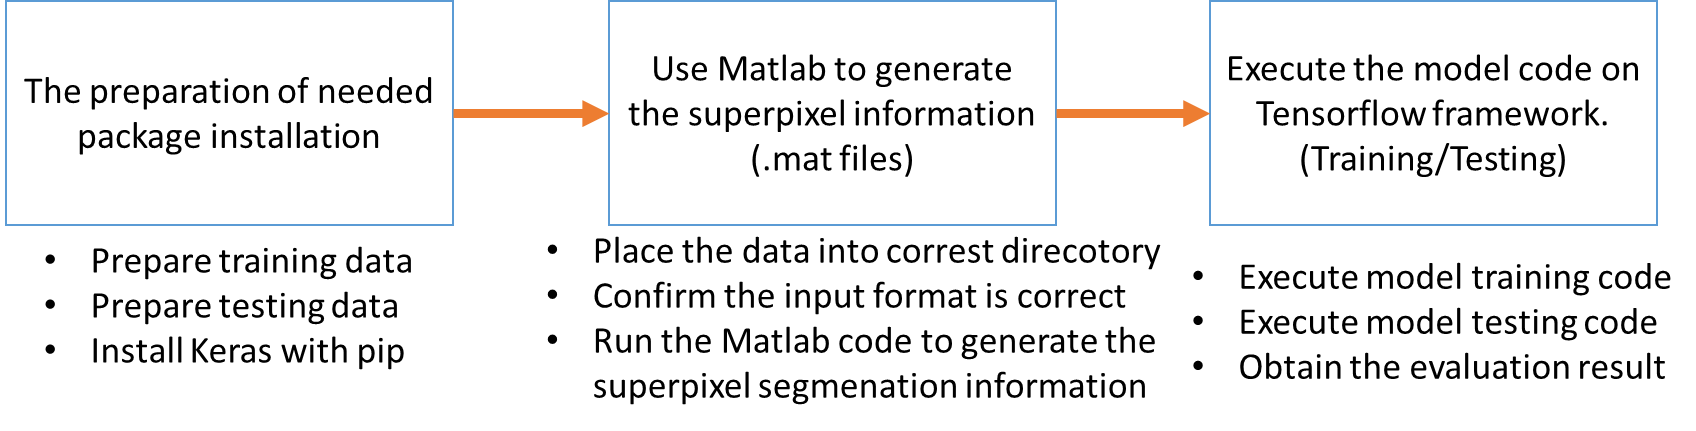 The preparation of needed
package installation
• Prepare training data
• Prepare testing data
• Install Keras with pip
Use Matlab to generate
the superpixel information
(.mat files)
• Place the data into correst direcotory
• Confirm the input format is correct
• Run the Matlab code to generate the
superpixel segmenation information
Execute the model code on
Tensorflow framework.
(Training/Testing)
• Execute model training code
• Execute model testing code
• Obtain the evaluation result